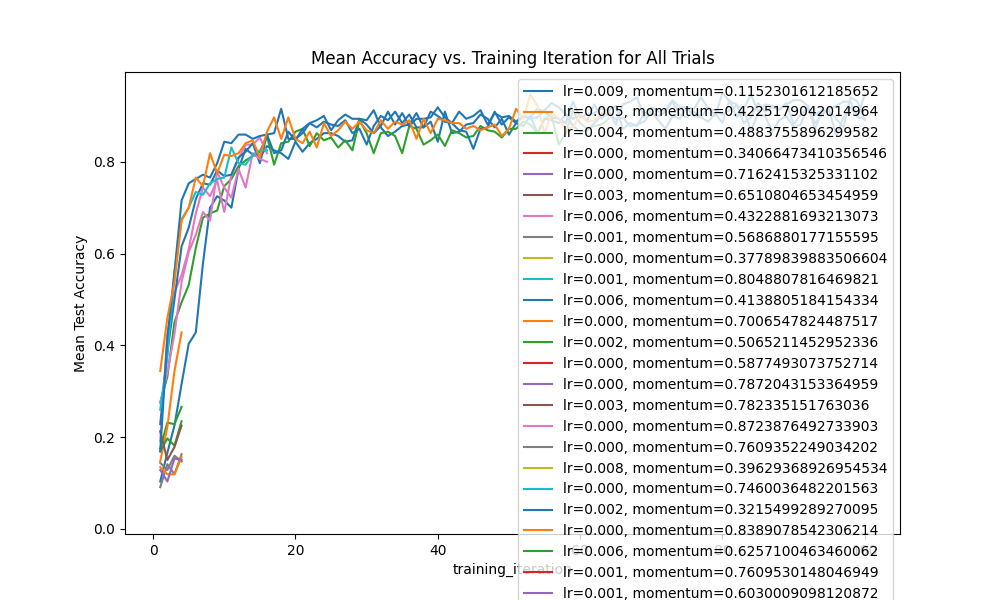 Mean Accuracy vs. Training Iteration for All Trials
Mean Test Accuracy
0.8
0.6
0.4
0.2
0.0
0
20
40
60
80
100
training_iteration
lr=0.009, momentum=0.1152301612185652
lr=0.005, momentum=0.4225179042014964
lr=0.004, momentum=0.4883755896299582
lr=0.000, momentum=0.34066473410356546
lr=0.000, momentum=0.7162415325331102
lr=0.003, momentum=0.6510804653454959
lr=0.006, momentum=0.4322881693213073
lr=0.001, momentum=0.5686880177155595
lr=0.000, momentum=0.37789839883506604
lr=0.001, momentum=0.8048807816469821
lr=0.006, momentum=0.4138805184154334
lr=0.000, momentum=0.7006547824487517
lr=0.002, momentum=0.5065211452952336
lr=0.000, momentum=0.5877493073752714
lr=0.000, momentum=0.7872043153364959
lr=0.003, momentum=0.782335151763036
lr=0.000, momentum=0.8723876492733903
lr=0.000, momentum=0.7609352249034202
lr=0.008, momentum=0.39629368926954534
lr=0.000, momentum=0.7460036482201563
lr=0.002, momentum=0.3215499289270095
lr=0.000, momentum=0.8389078542306214
lr=0.006, momentum=0.6257100463460062
lr=0.001, momentum=0.7609530148046949
lr=0.001, momentum=0.6030009098120872